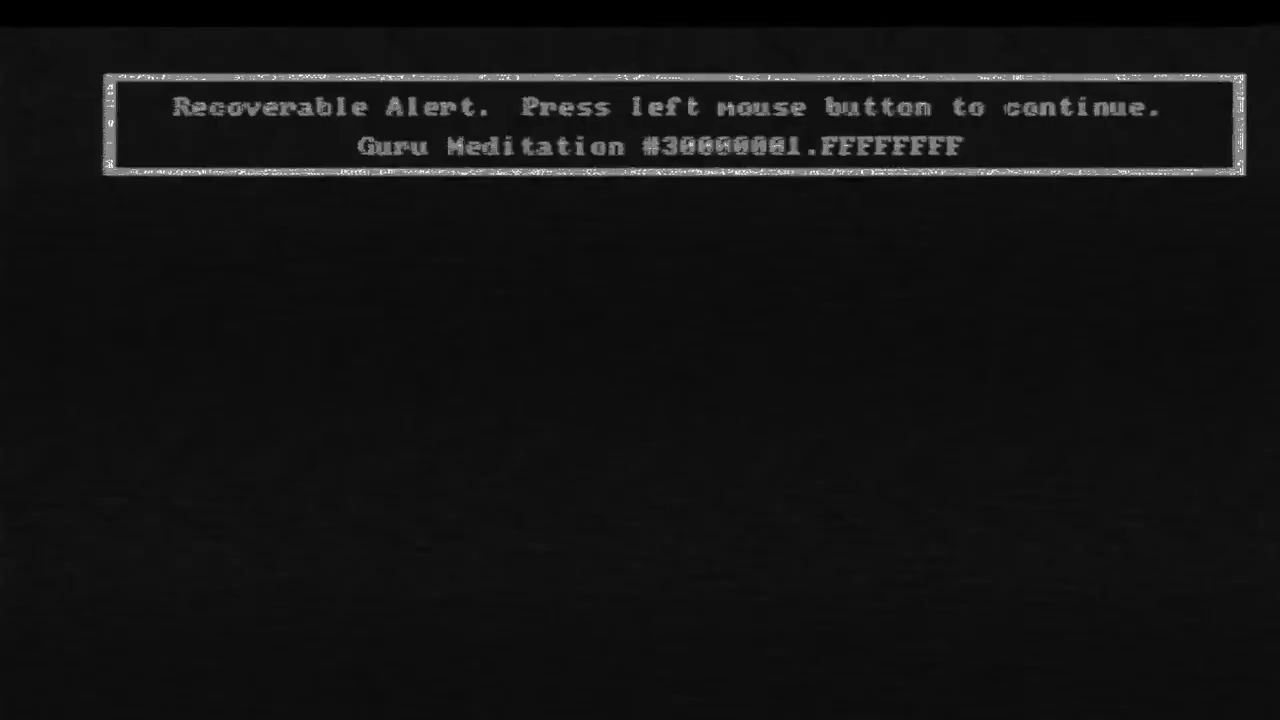 Recoverable Alert.  Press left mouse button to continue.
Guru Meditation #30000001.FFFFFFFF